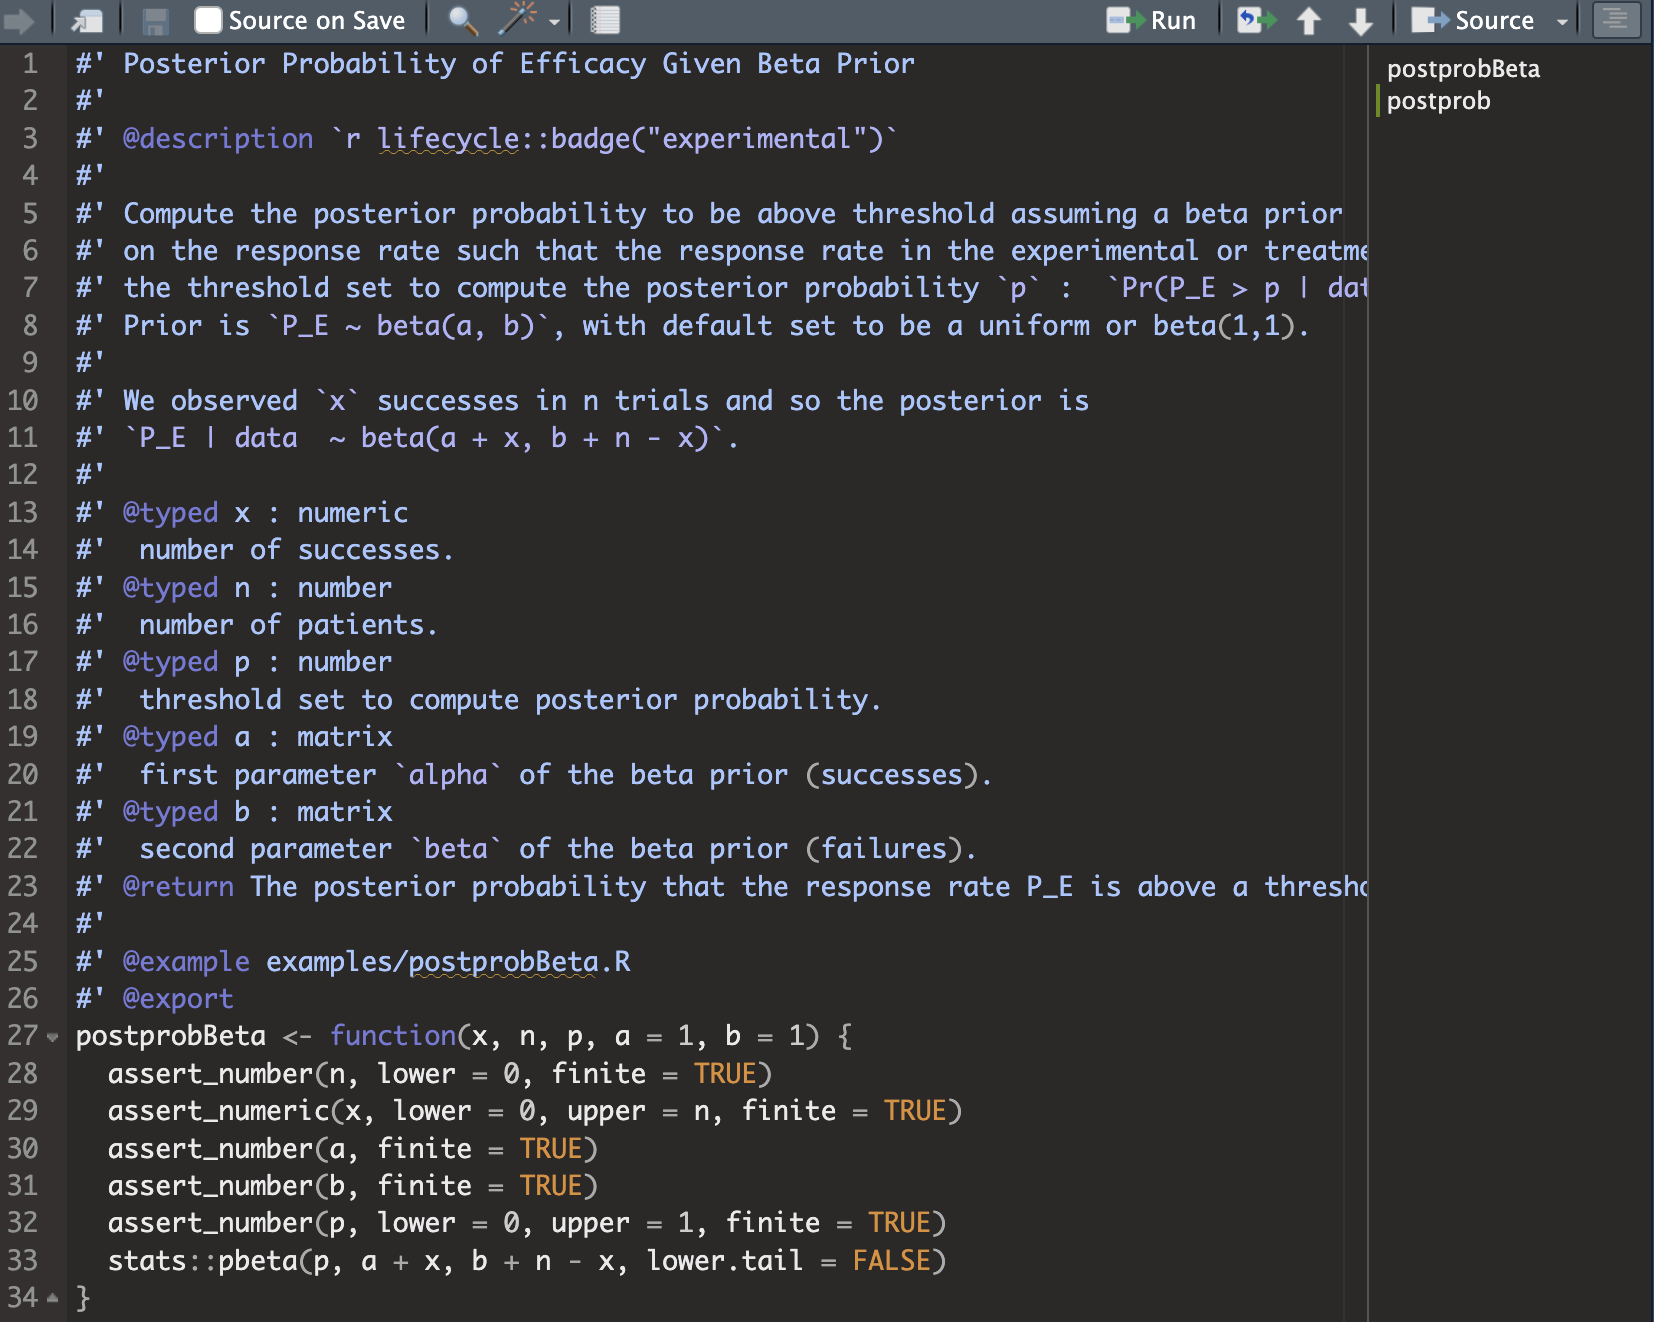 Source on Save Run Source
1 #' Posterior Probability of Efficacy Given Beta Prior
2 #'
3 #' @description `r lifecycle::badge("experimental")`
4 #'
5 #' Compute the posterior probability to be above threshold assuming a beta prior
6 #' on the response rate such that the response rate in the experimental or treatme
7 #' the threshold set to compute the posterior probability `p` :  `Pr(P_E > p | dat
8 #' Prior is `P_E ~ beta(a, b)`, with default set to be a uniform or beta(1,1).
9 #'
10 #' We observed `x` successes in n trials and so the posterior is
11 #' `P_E | data  ~ beta(a + x, b + n - x)`.
12 #'
13 #' @typed x : numeric
14 #'  number of successes.
15 #' @typed n : number
16 #'  number of patients.
17 #' @typed p : number
18 #'  threshold set to compute posterior probability.
19 #' @typed a : matrix
20 #'  first parameter `alpha` of the beta prior (successes).
21 #' @typed b : matrix
22 #'  second parameter `beta` of the beta prior (failures).
23 #' @return The posterior probability that the response rate P_E is above a thresho
24 #'
25 #' @example examples/postprobBeta.R
26 #' @export
27 postprobBeta <- function(x, n, p, a = 1, b = 1) {
28   assert_number(n, lower = 0, finite = TRUE)
29   assert_numeric(x, lower = 0, upper = n, finite = TRUE)
30   assert_number(a, finite = TRUE)
31   assert_number(b, finite = TRUE)
32   assert_number(p, lower = 0, upper = 1, finite = TRUE)
33   stats::pbeta(p, a + x, b + n - x, lower.tail = FALSE)
34 }
postprobBeta
postprob